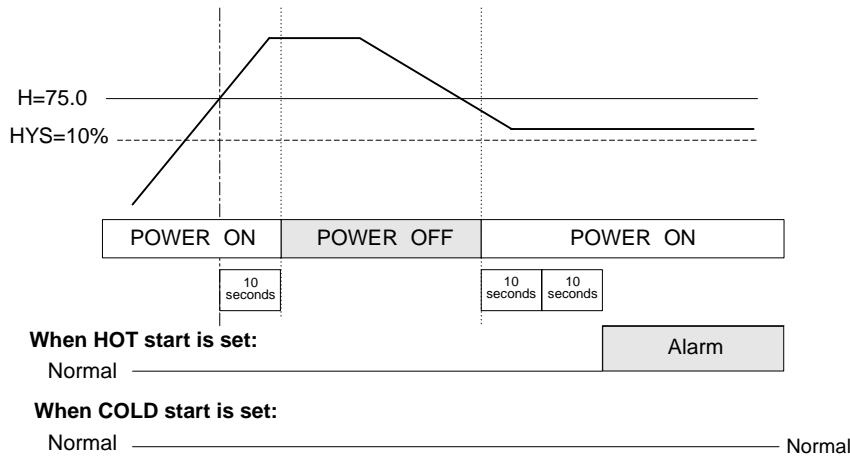 H=75.0
HYS=10%
POWER ON
POWER OFF
POWER ON
10
seconds
10
seconds
10
seconds
When HOT start is set:
Alarm
Normal
When COLD start is set:
Normal
Normal